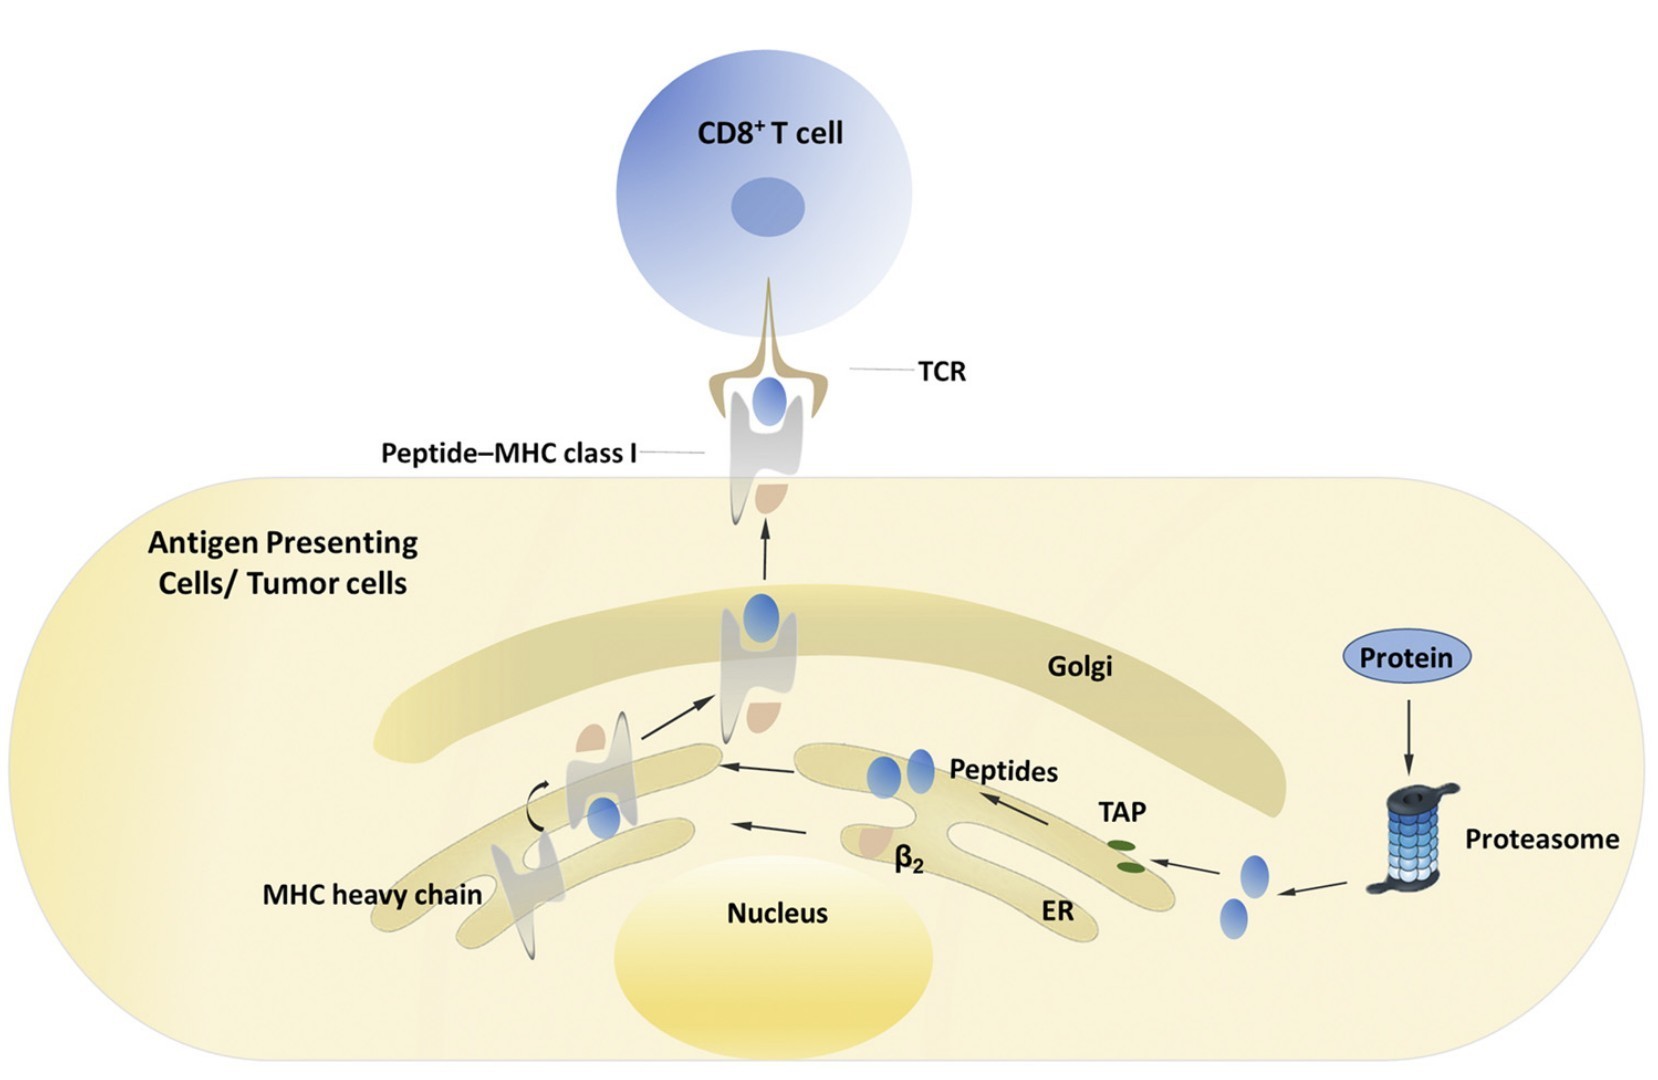 CD8⁺ T cell
TCR
Peptide–MHC class I
Antigen Presenting
Cells/ Tumor cells
Golgi
Protein
Peptides
TAP
Proteasome
β₂
MHC heavy chain
Nucleus
ER